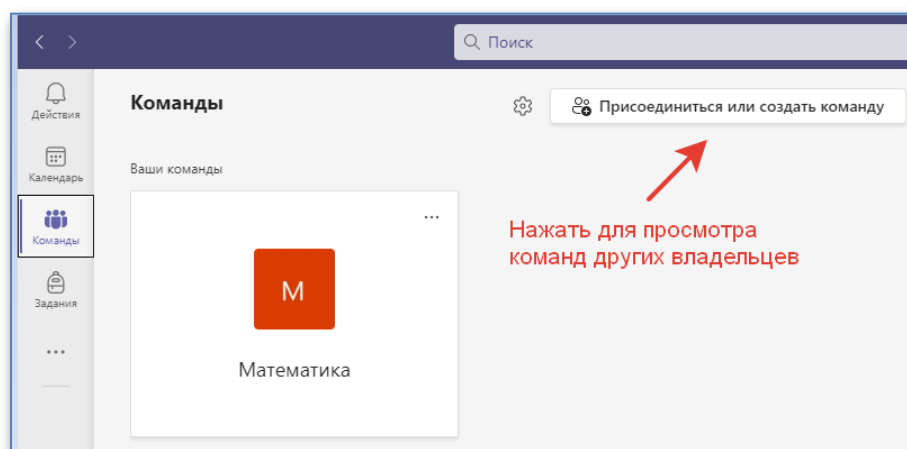 Поиск
Действия
Календарь
Команды
Задания
Команды
Присоединиться или создать команду
Ваши команды
М
Математика
Нажать для просмотра
команд других владельцев